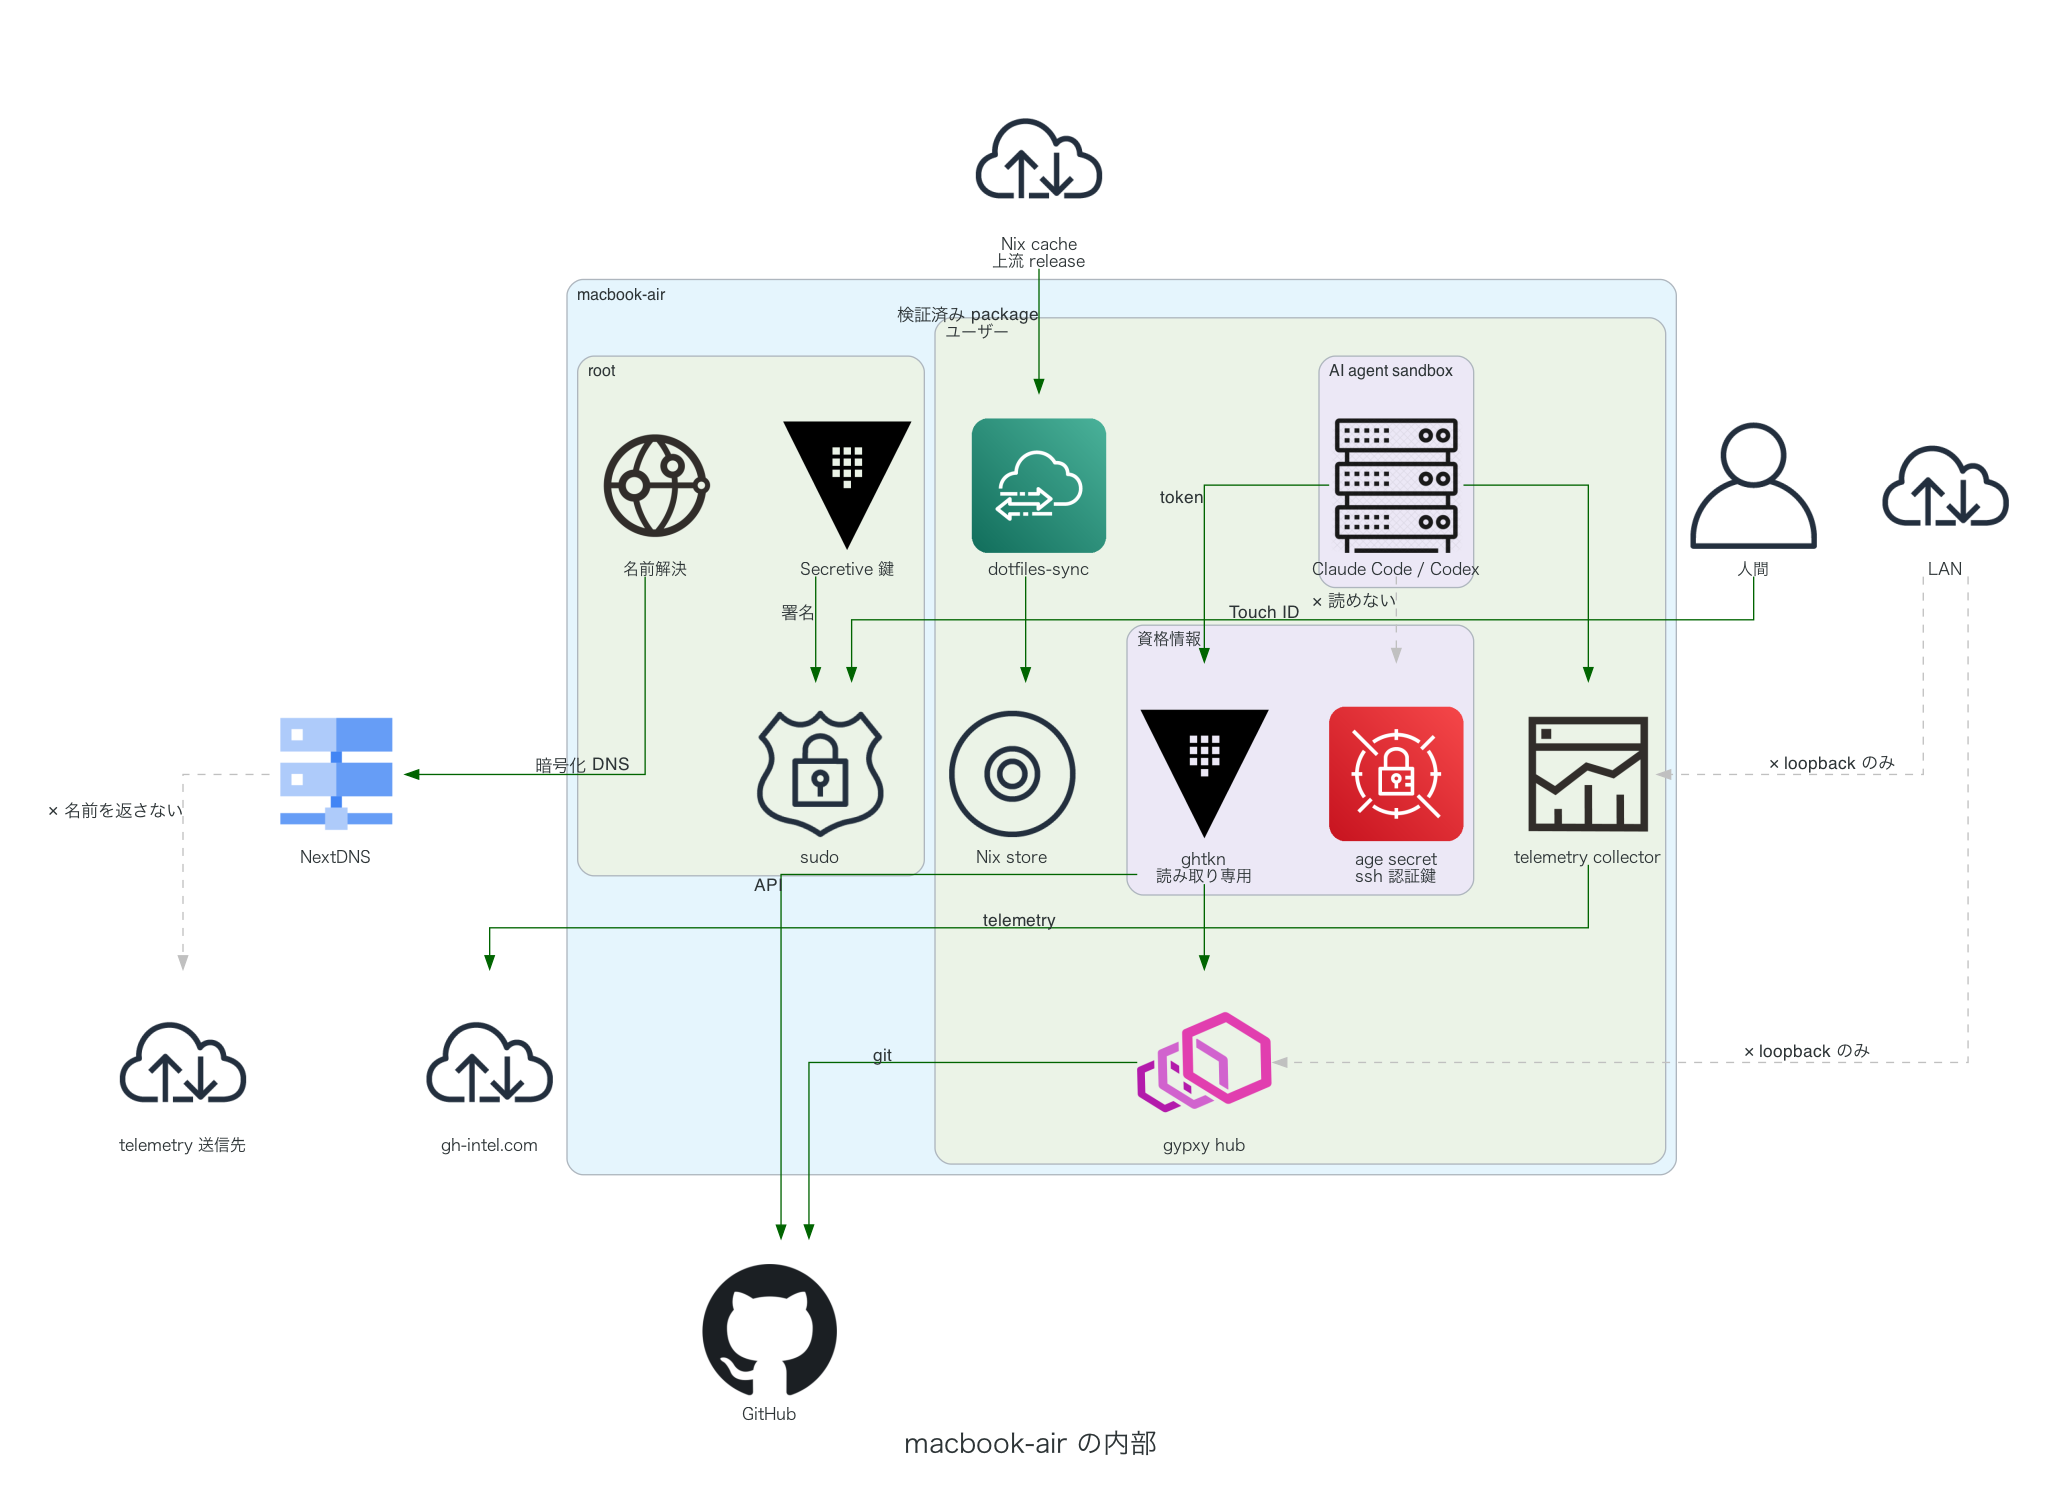 Nix cache
上流 release
macbook-air
検証済み package
ユーザー
root
AI agent sandbox
token
名前解決
Secretive 鍵
dotfiles-sync
Claude Code / Codex
人間
LAN
署名
× 読めない
Touch ID
資格情報
暗号化 DNS
× loopback のみ
× 名前を返さない
NextDNS
sudo
Nix store
ghtkn
読み取り専用
age secret
ssh 認証鍵
telemetry collector
API
telemetry
git
× loopback のみ
telemetry 送信先
gh-intel.com
gypxy hub
GitHub
macbook-air の内部